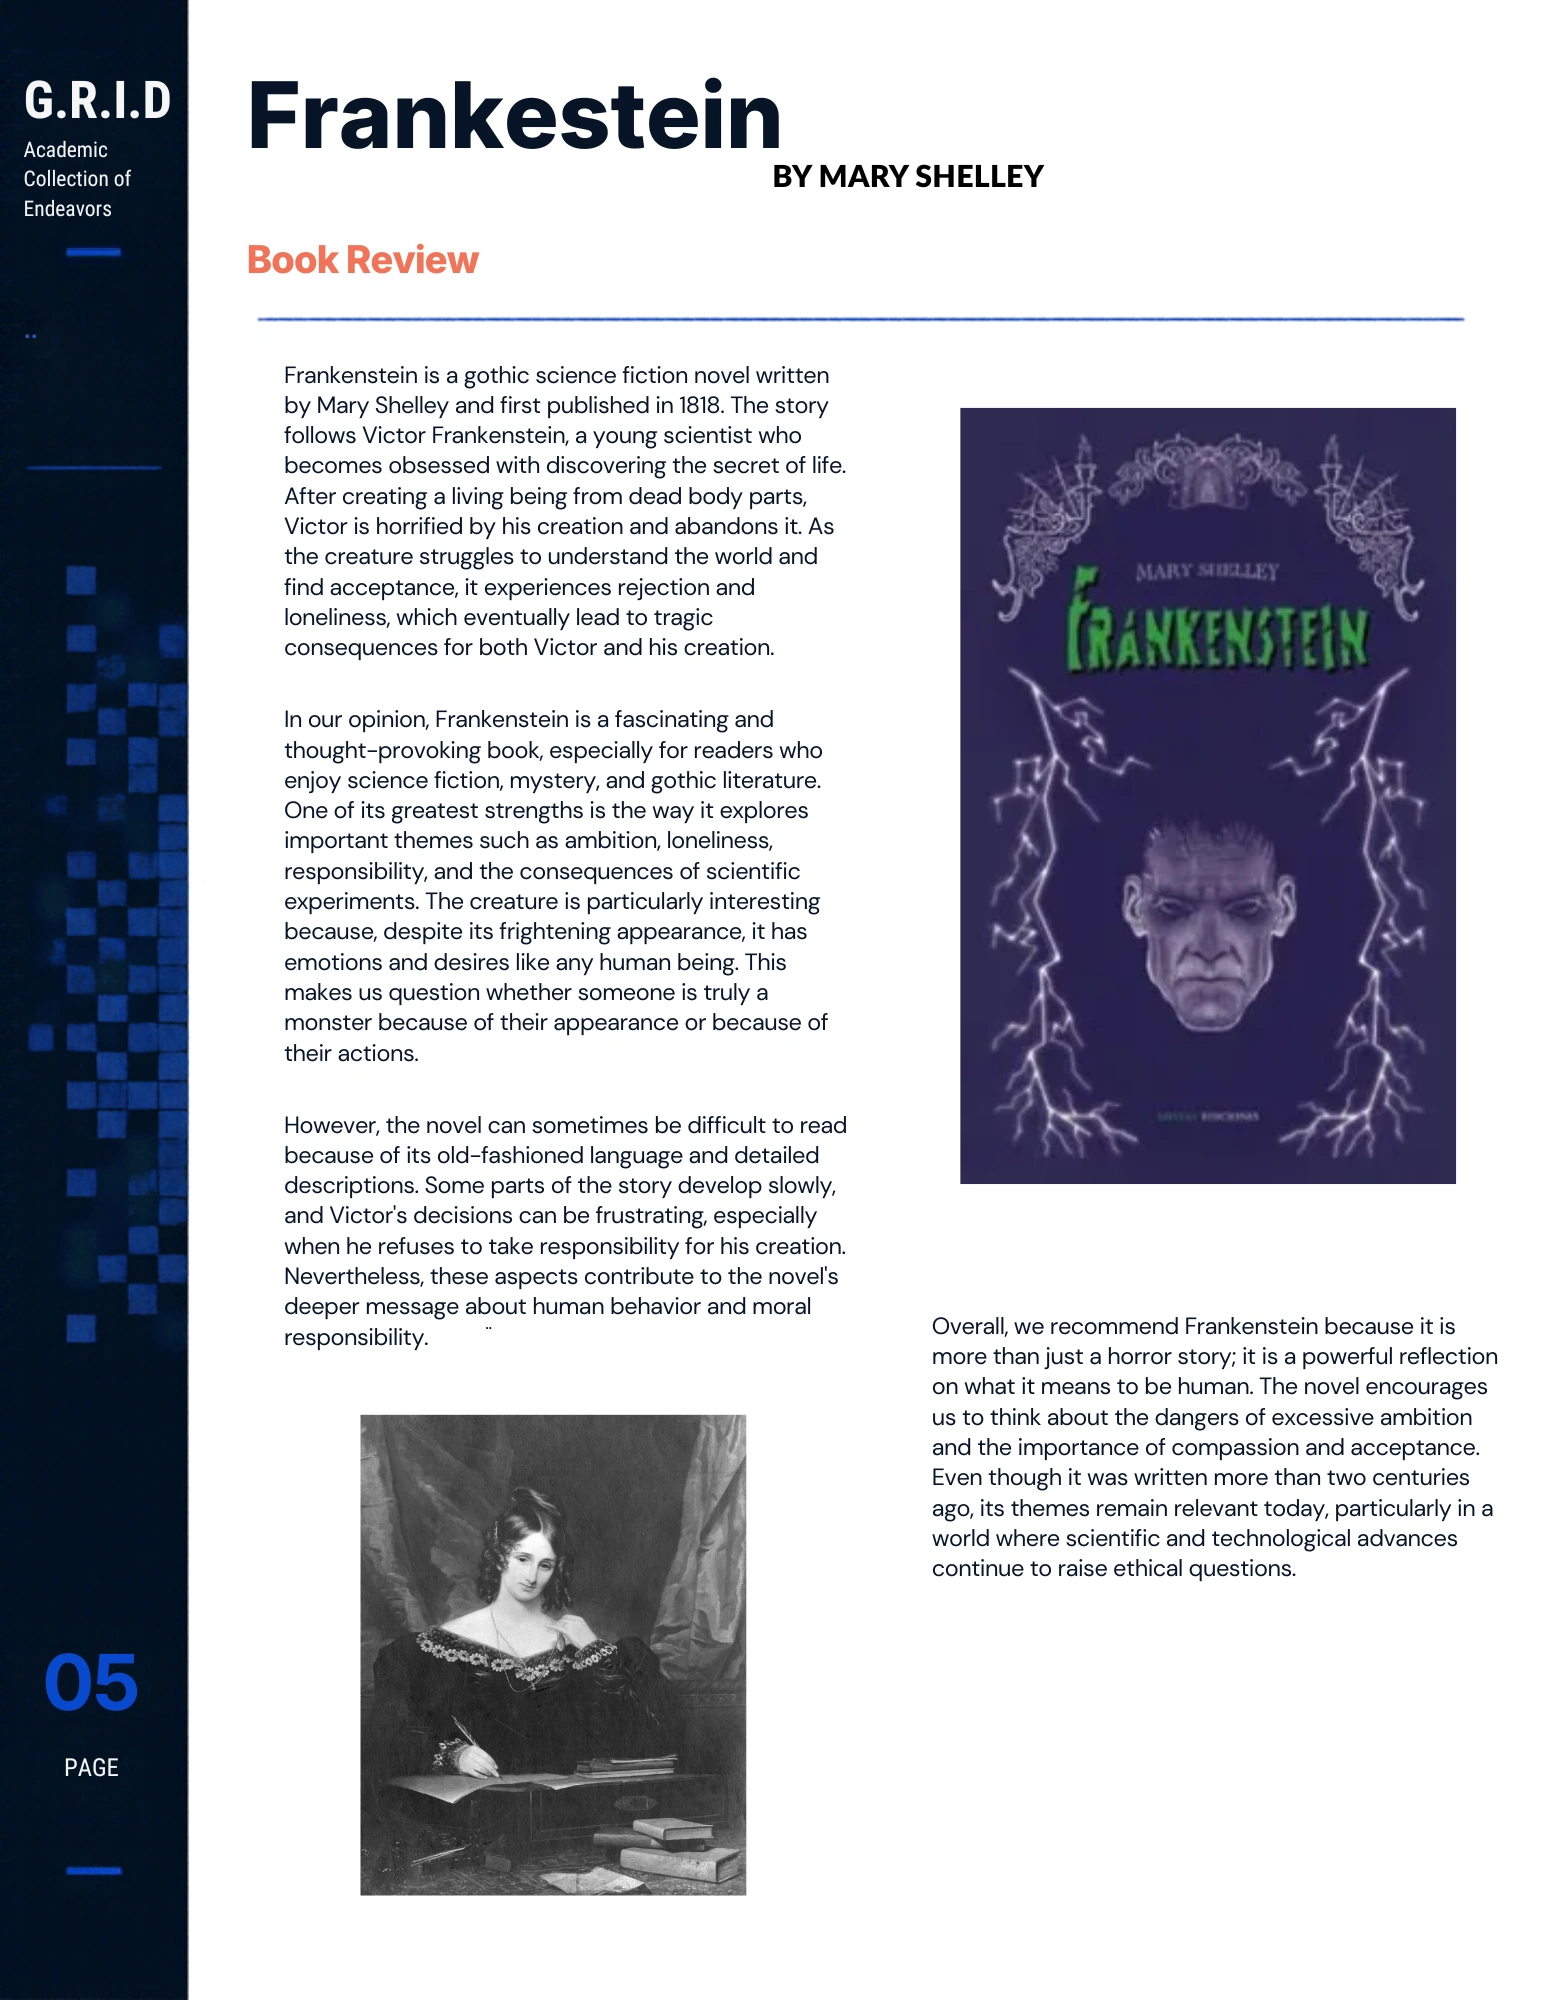 G.R.I.D
Academic
Collection of
Endeavors
..
05
PAGE
Frankestein
BY MARY SHELLEY
Book Review
Frankenstein is a gothic science fiction novel written
by Mary Shelley and first published in 1818. The story
follows Victor Frankenstein, a young scientist who
becomes obsessed with discovering the secret of life.
After creating a living being from dead body parts,
Victor is horrified by his creation and abandons it. As
the creature struggles to understand the world and
find acceptance, it experiences rejection and
loneliness, which eventually lead to tragic
consequences for both Victor and his creation.
In our opinion, Frankenstein is a fascinating and
thought-provoking book, especially for readers who
enjoy science fiction, mystery, and gothic literature.
One of its greatest strengths is the way it explores
important themes such as ambition, loneliness,
responsibility, and the consequences of scientific
experiments. The creature is particularly interesting
because, despite its frightening appearance, it has
emotions and desires like any human being. This
makes us question whether someone is truly a
monster because of their appearance or because of
their actions.
However, the novel can sometimes be difficult to read
because of its old-fashioned language and detailed
descriptions. Some parts of the story develop slowly,
and Victor's decisions can be frustrating, especially
when he refuses to take responsibility for his creation.
Nevertheless, these aspects contribute to the novel's
deeper message about human behavior and moral
responsibility. ¨
MARY SHELLEY
FRANKENSTEIN
EDICIONES
Overall, we recommend Frankenstein because it is
more than just a horror story; it is a powerful reflection
on what it means to be human. The novel encourages
us to think about the dangers of excessive ambition
and the importance of compassion and acceptance.
Even though it was written more than two centuries
ago, its themes remain relevant today, particularly in a
world where scientific and technological advances
continue to raise ethical questions.